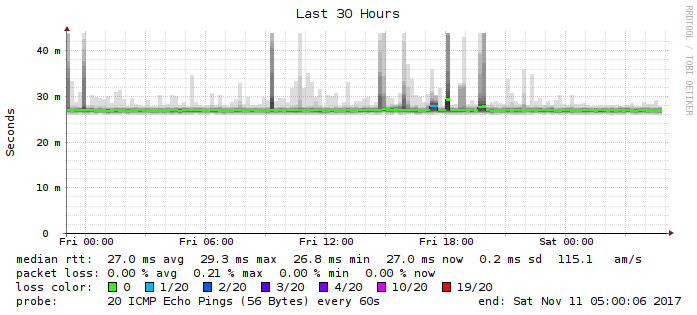 Last 30 Hours
RRDTOOL / TOBI OETIKER
Seconds
40 m
30 m
20 m
10 m
0
Fri 00:00 Fri 06:00 Fri 12:00 Fri 18:00 Sat 00:00
median rtt: 27.0 ms avg 29.3 ms max 26.8 ms min 27.0 ms now 0.2 ms sd 115.1 am/s
packet loss: 0.00 % avg 0.21 % max 0.00 % min 0.00 % now
loss color: 0 1/20 2/20 3/20 4/20 10/20 19/20
probe: 20 ICMP Echo Pings (56 Bytes) every 60s end: Sat Nov 11 05:00:06 2017